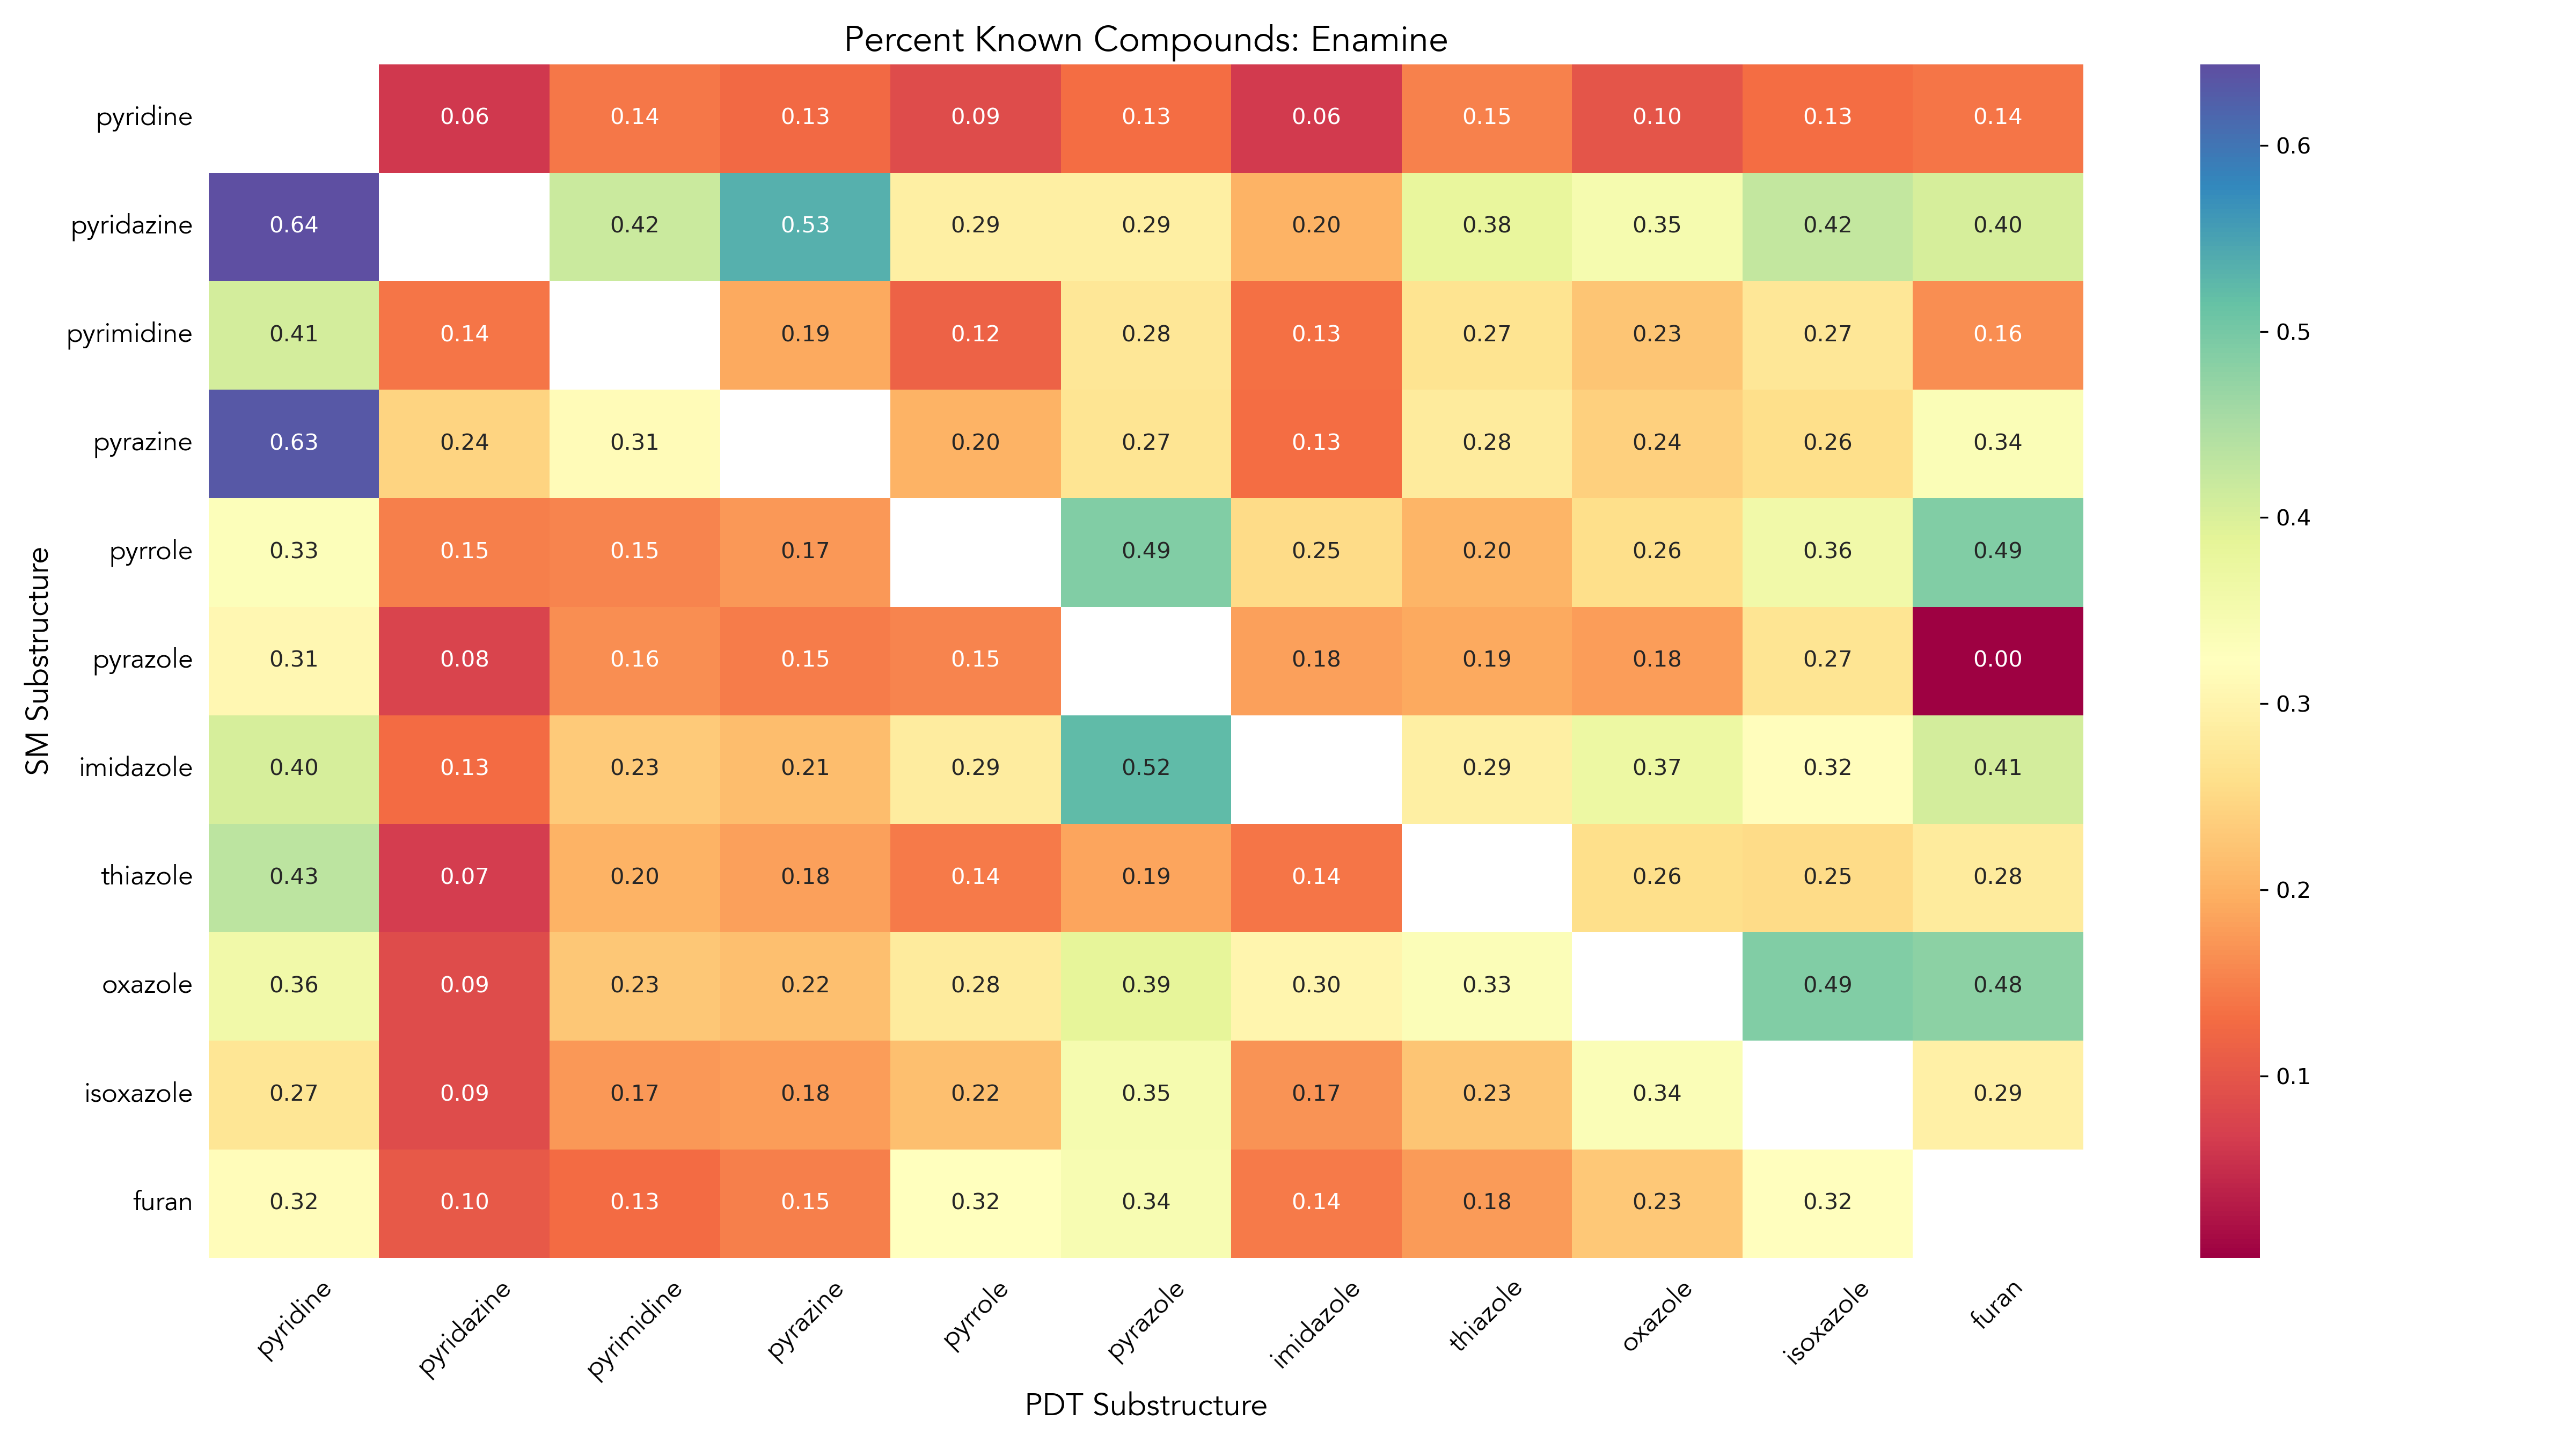 Percent Known Compounds: Enamine
pyridine 0.06 0.14 0.13 0.09 0.13 0.06 0.15 0.10 0.13 0.14
pyridazine 0.64 0.42 0.53 0.29 0.29 0.20 0.38 0.35 0.42 0.40
pyrimidine 0.41 0.14 0.19 0.12 0.28 0.13 0.27 0.23 0.27 0.16
pyrazine 0.63 0.24 0.31 0.20 0.27 0.13 0.28 0.24 0.26 0.34
pyrrole 0.33 0.15 0.15 0.17 0.49 0.25 0.20 0.26 0.36 0.49
pyrazole 0.31 0.08 0.16 0.15 0.15 0.18 0.19 0.18 0.27 0.00
imidazole 0.40 0.13 0.23 0.21 0.29 0.52 0.29 0.37 0.32 0.41
thiazole 0.43 0.07 0.20 0.18 0.14 0.19 0.14 0.26 0.25 0.28
oxazole 0.36 0.09 0.23 0.22 0.28 0.39 0.30 0.33 0.49 0.48
isoxazole 0.27 0.09 0.17 0.18 0.22 0.35 0.17 0.23 0.34 0.29
furan 0.32 0.10 0.13 0.15 0.32 0.34 0.14 0.18 0.23 0.32
pyridine pyridazine pyrimidine pyrazine pyrrole pyrazole imidazole thiazole oxazole isoxazole furan
PDT Substructure
SM Substructure
0.6
0.5
0.4
0.3
0.2
0.1